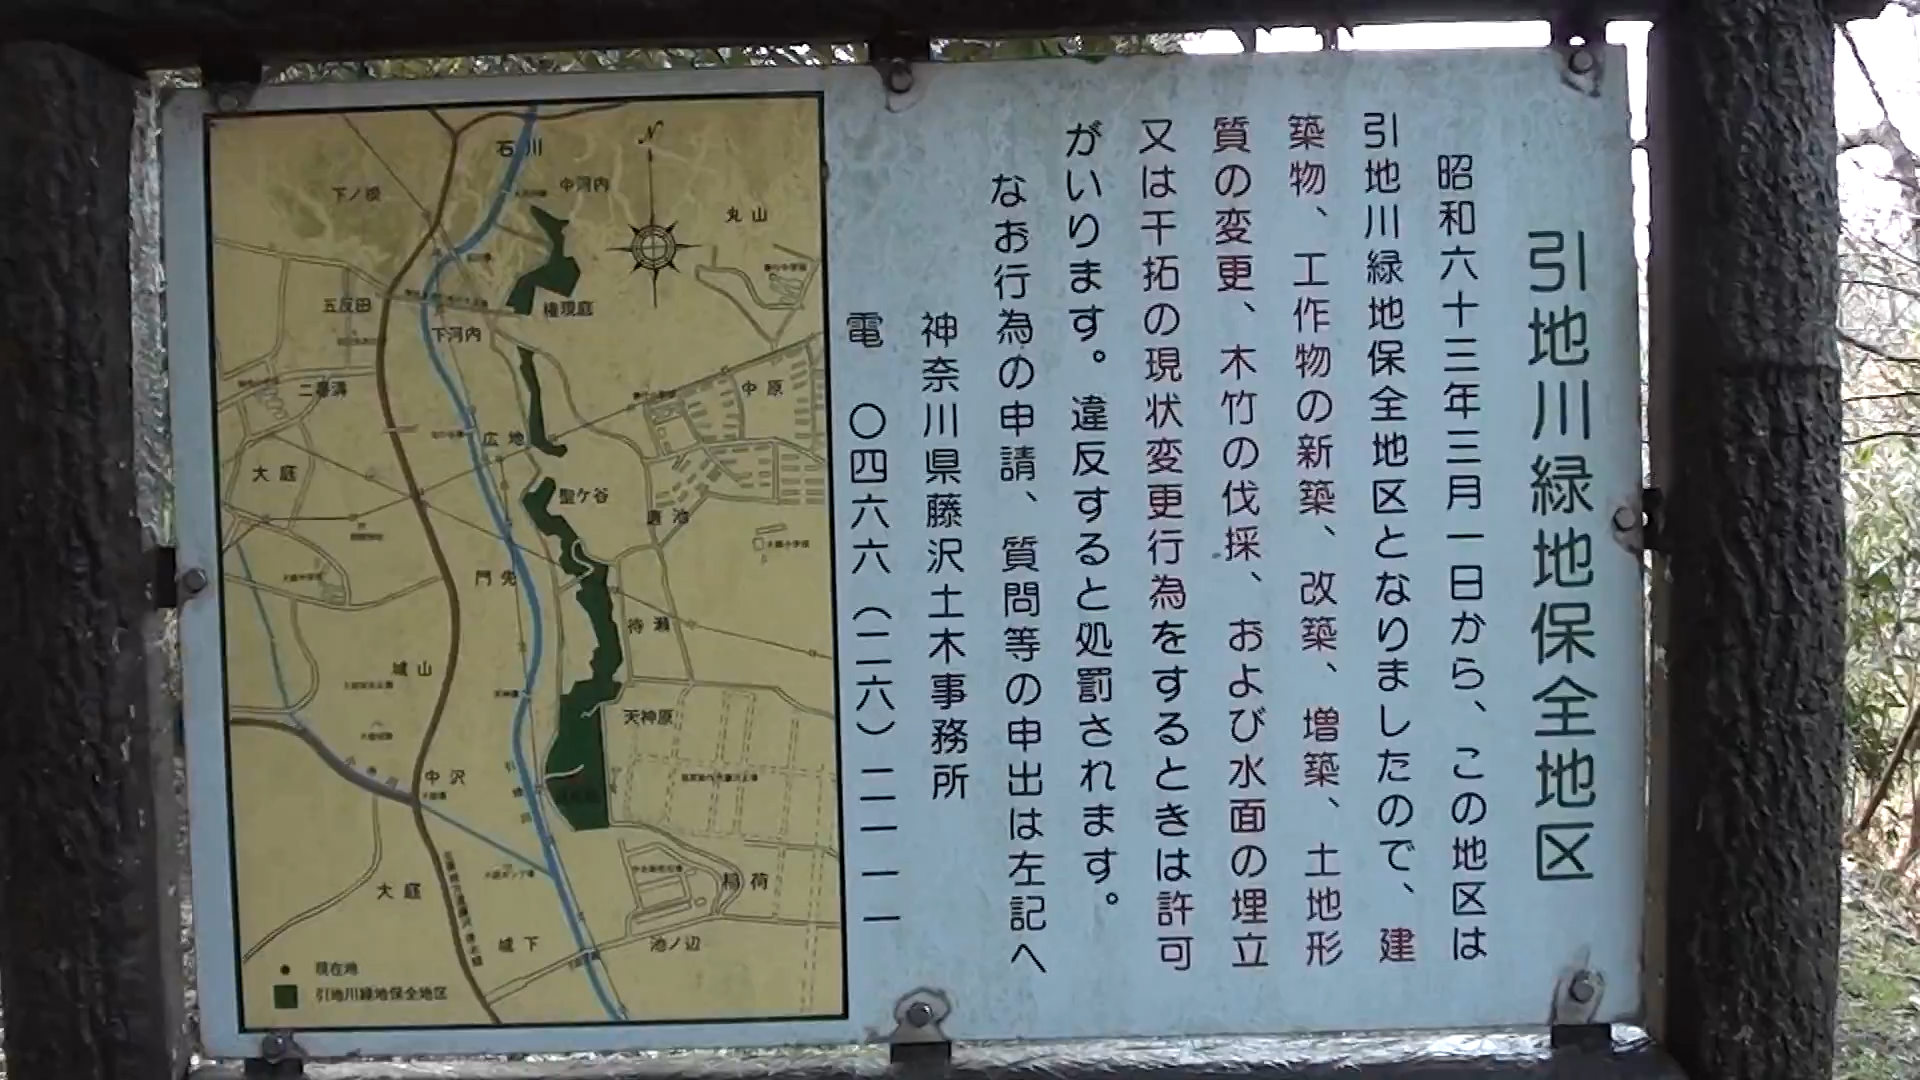 引地川緑地保全地区
昭和六十三年三月一日から、この地区は
引地川緑地保全地区となりましたので、建
築物、工作物の新築、改築、増築、土地形
質の変更、木竹の伐採、および水面の埋立
又は干拓の現状変更行為をするときは許可
がいります。違反すると処罰されます。
なお行為の申請、質問等の申出は左記へ
神奈川県藤沢土木事務所
電 〇四六六(二六)二一一一
石川
下ノ根
中河内
丸山
N
五反田
権現庭
下河内
二番溝
中原
広地
大庭
聖ケ谷
唐池
門先
待瀬
城山
天神原
中沢
稲荷
大庭
城下
池ノ辺
現在地
引地川緑地保全地区